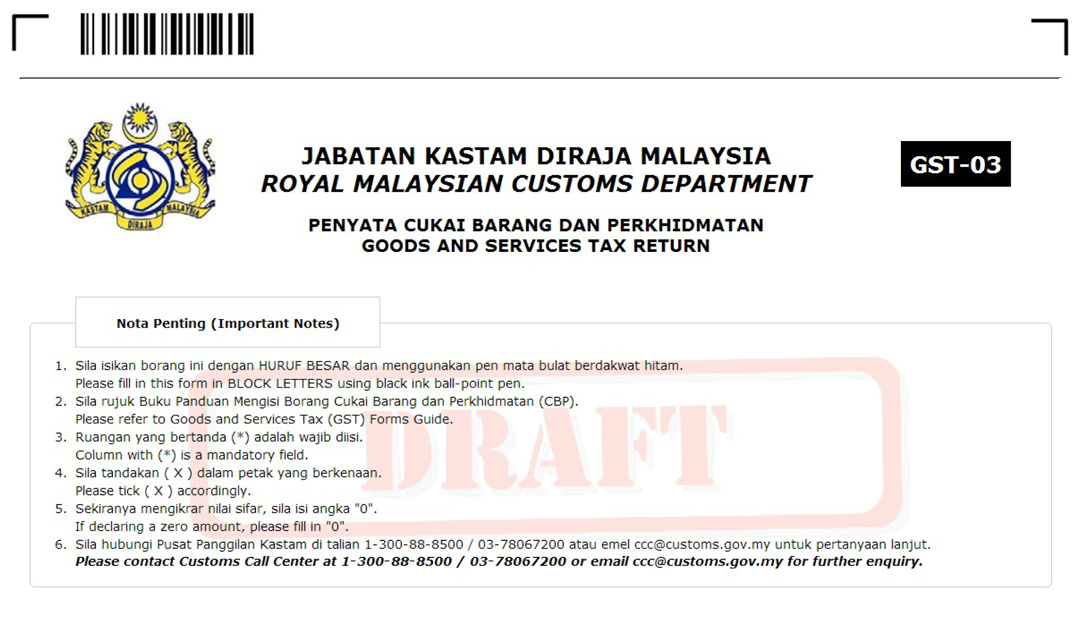 JABATAN KASTAM DIRAJA MALAYSIA
ROYAL MALAYSIAN CUSTOMS DEPARTMENT
GST-03
PENYATA CUKAI BARANG DAN PERKHIDMATAN
GOODS AND SERVICES TAX RETURN
KASTAM DIRAJA MALAYSIA
Nota Penting (Important Notes)
1. Sila isikan borang ini dengan HURUF BESAR dan menggunakan pen mata bulat berdakwat hitam.
Please fill in this form in BLOCK LETTERS using black ink ball-point pen.
2. Sila rujuk Buku Panduan Mengisi Borang Cukai Barang dan Perkhidmatan (CBP).
Please refer to Goods and Services Tax (GST) Forms Guide.
3. Ruangan yang bertanda (*) adalah wajib diisi.
Column with (*) is a mandatory field.
4. Sila tandakan ( X ) dalam petak yang berkenaan.
Please tick ( X ) accordingly.
5. Sekiranya mengikrar nilai sifar, sila isi angka "0".
If declaring a zero amount, please fill in "0".
6. Sila hubungi Pusat Panggilan Kastam di talian 1-300-88-8500 / 03-78067200 atau emel ccc@customs.gov.my untuk pertanyaan lanjut.
Please contact Customs Call Center at 1-300-88-8500 / 03-78067200 or email ccc@customs.gov.my for further enquiry.
DRAFT